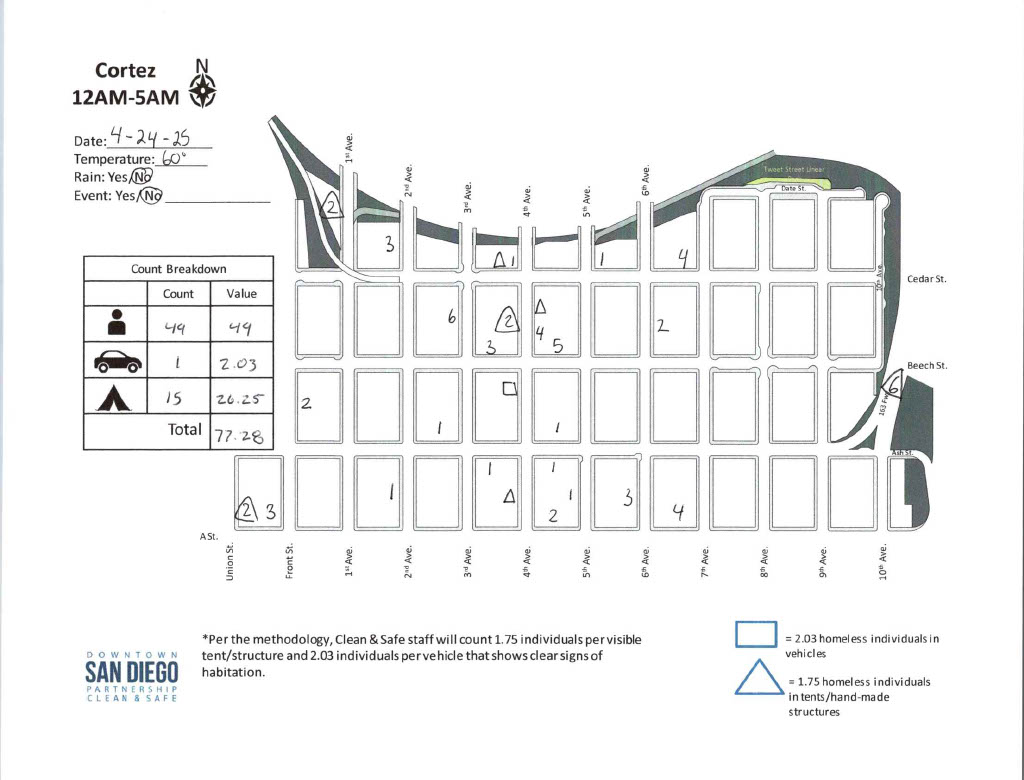 Cortez
12AM-5AM
N
Date: 4-24-25
Temperature: 60°
Rain: Yes/No
Event: Yes/No
Count Breakdown
Count Value
49 49
1 2.03
15 26.25
Total 77.28
1st Ave.
2nd Ave.
3rd Ave.
4th Ave.
5th Ave.
6th Ave.
Tweet Street Linear
Date St.
2
3
1
1
4
10th Ave.
Cedar St.
6
2
3
4
5
2
Beech St.
6
163 Fwy
2
1
1
Ash St.
2
3
1
1
1
1
2
3
4
A St.
Union St.
Front St.
1st Ave.
2nd Ave.
3rd Ave.
4th Ave.
5th Ave.
6th Ave.
7th Ave.
8th Ave.
9th Ave.
10th Ave.
DOWNTOWN
SAN DIEGO
PARTNERSHIP
CLEAN & SAFE
*Per the methodology, Clean & Safe staff will count 1.75 individuals per visible
tent/structure and 2.03 individuals per vehicle that shows clear signs of
habitation.
= 2.03 homeless individuals in
vehicles
= 1.75 homeless individuals
in tents/hand-made
structures